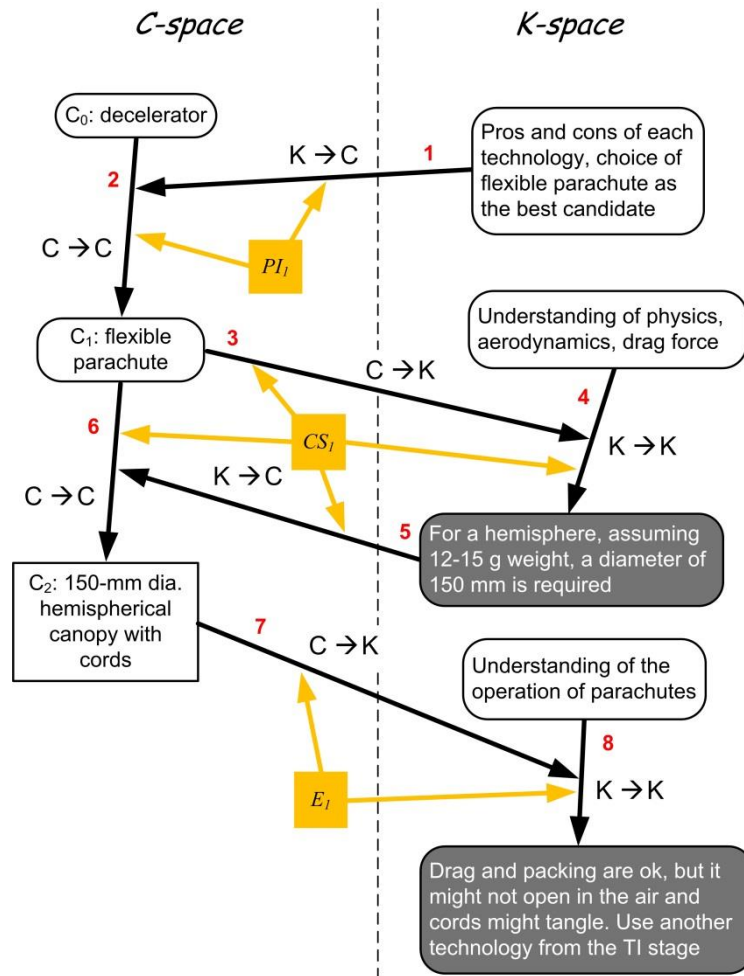 C-space
K-space
C₀: decelerator
Pros and cons of each
technology, choice of
flexible parachute as
the best candidate
1
K → C
2
C → C
PI₁
C₁: flexible
parachute
3
Understanding of physics,
aerodynamics, drag force
C → K
4
6
CS₁
K → K
K → C
C → C
5
For a hemisphere, assuming
12-15 g weight, a diameter of
150 mm is required
C₂: 150-mm dia.
hemispherical
canopy with
cords
7
C → K
Understanding of the
operation of parachutes
8
E₁
K → K
Drag and packing are ok, but it
might not open in the air and
cords might tangle. Use another
technology from the TI stage